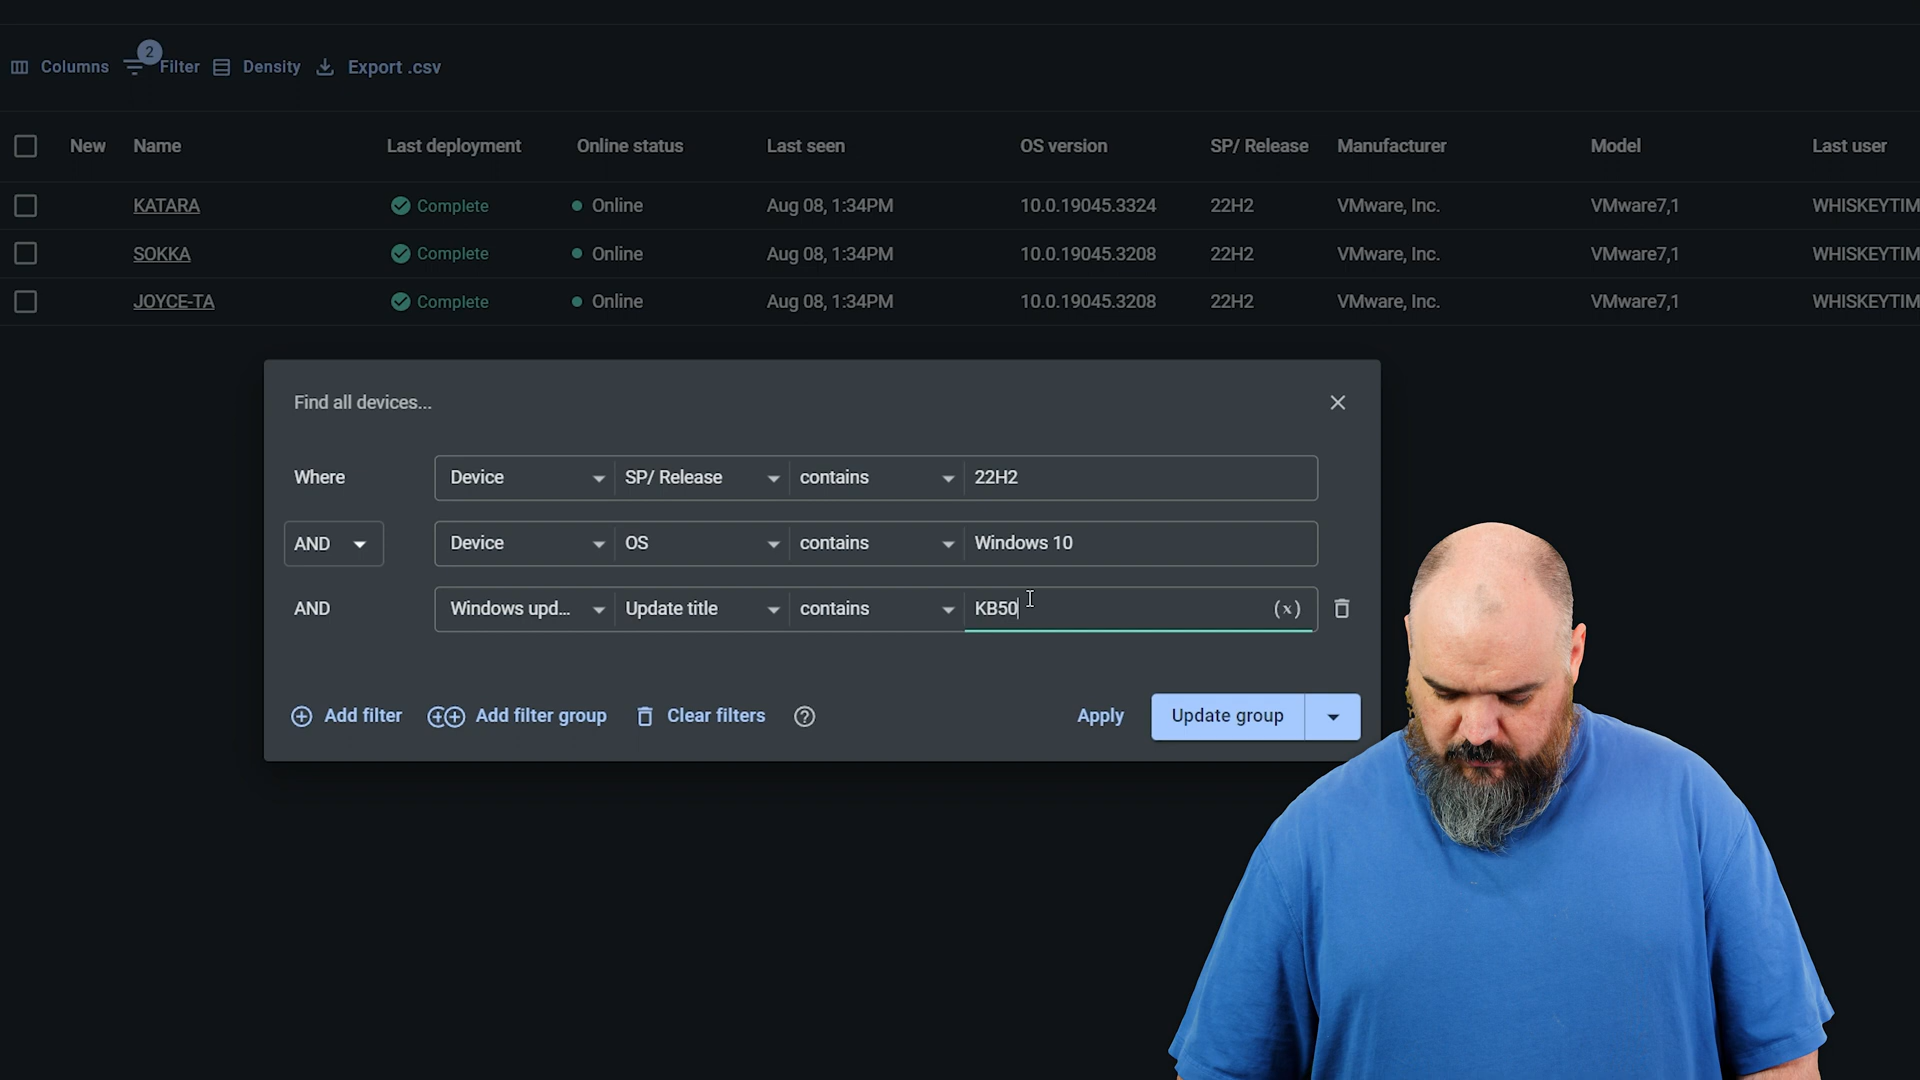 Columns 2 Filter Density Export .csv
New Name Last deployment Online status Last seen OS version SP/ Release Manufacturer Model Last user
KATARA Complete Online Aug 08, 1:34PM 10.0.19045.3324 22H2 VMware, Inc. VMware7,1 WHISKEYTIM
SOKKA Complete Online Aug 08, 1:34PM 10.0.19045.3208 22H2 VMware, Inc. VMware7,1 WHISKEYTIM
JOYCE-TA Complete Online Aug 08, 1:34PM 10.0.19045.3208 22H2 VMware, Inc. VMware7,1 WHISKEYTIM
Find all devices...
Where Device SP/ Release contains 22H2
AND Device OS contains Windows 10
AND Windows upd... Update title contains KB50 (x)
Add filter Add filter group Clear filters ? Apply Update group